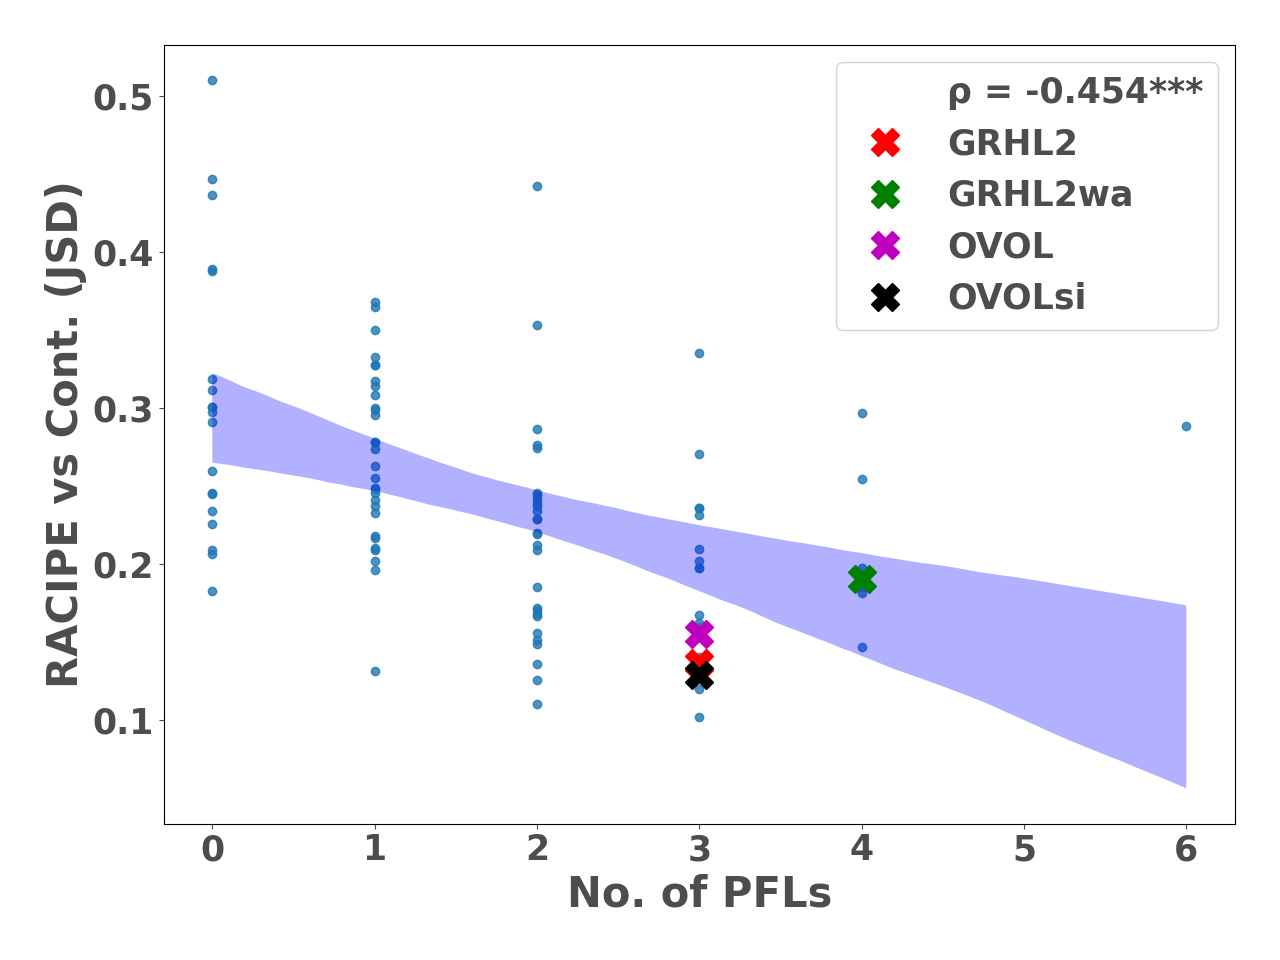 ρ = -0.454***
GRHL2
GRHL2wa
OVOL
OVOLsi
RACIPE vs Cont. (JSD)
0.5
0.4
0.3
0.2
0.1
0 1 2 3 4 5 6
No. of PFLs